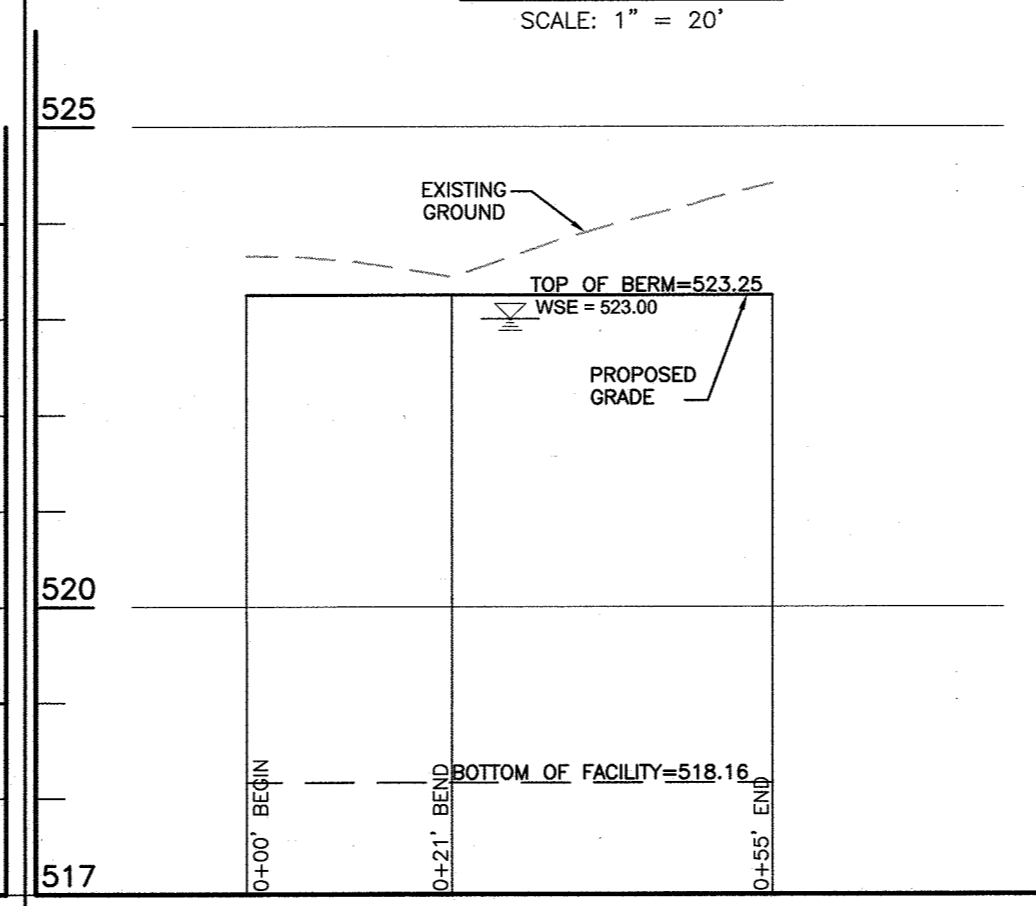 SCALE: 1" = 20'
525
EXISTING
GROUND
TOP OF BERM=523.25
WSE = 523.00
PROPOSED
GRADE
520
BOTTOM OF FACILITY=518.16
0+00' BEGIN
0+21' BEND
0+55' END
517